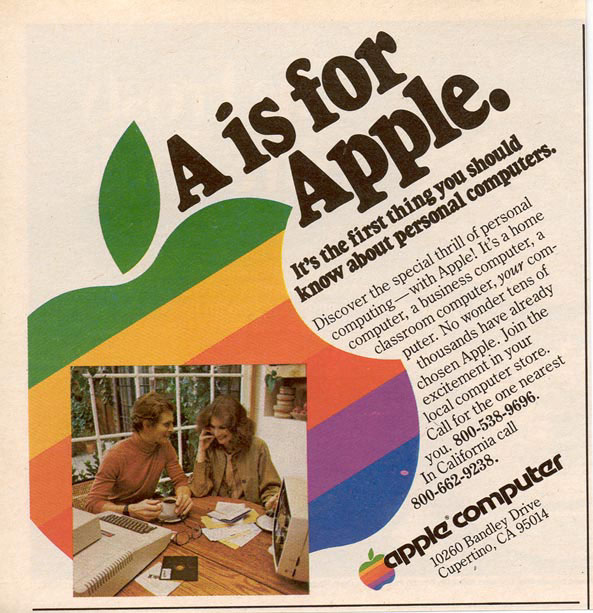 A is for
Apple.
It's the first thing you should
know about personal computers.
Discover the special thrill of personal
computing—with Apple! It's a home
computer, a business computer, a
classroom computer, your com-
puter. No wonder tens of
thousands have already
chosen Apple. Join the
excitement in your
local computer store.
Call for the one nearest
you. 800-538-9696.
In California call
800-662-9238.
apple computer
10260 Bandley Drive
Cupertino, CA 95014